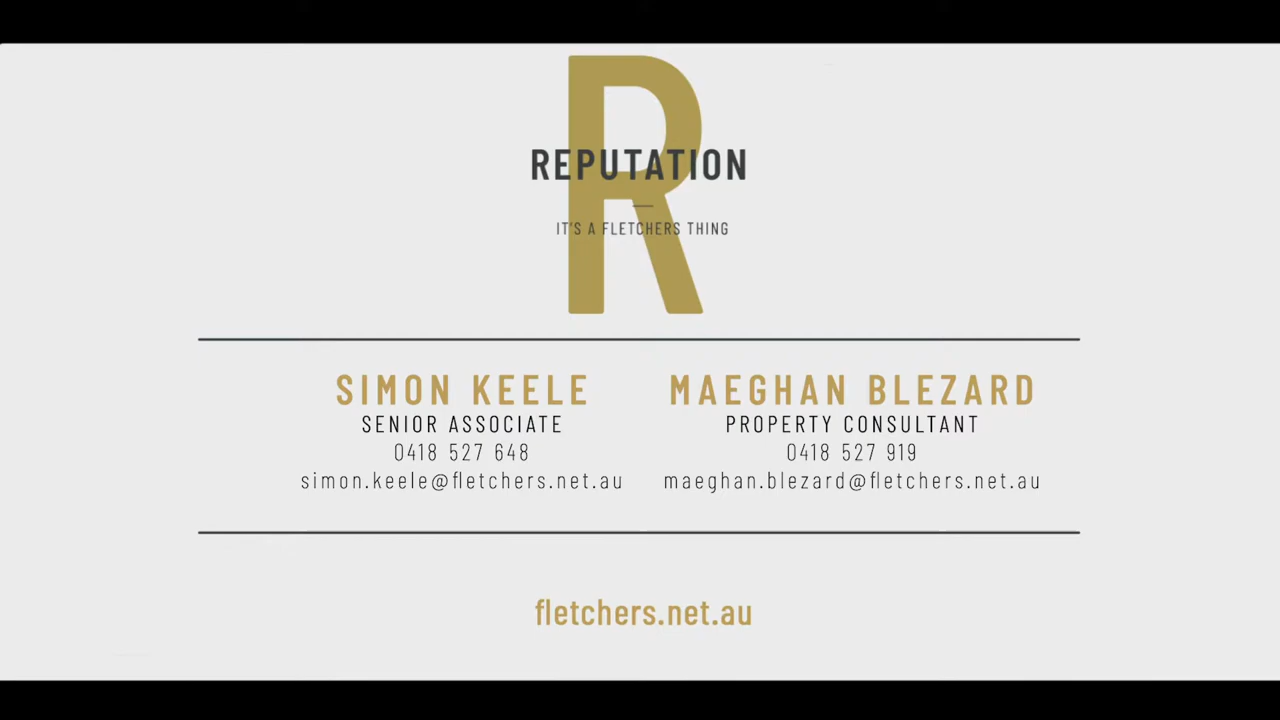 R
REPUTATION
IT'S A FLETCHERS THING
SIMON KEELE
SENIOR ASSOCIATE
0418 527 648
simon.keele@fletchers.net.au
MAEGHAN BLEZARD
PROPERTY CONSULTANT
0418 527 919
maeghan.blezard@fletchers.net.au
fletchers.net.au